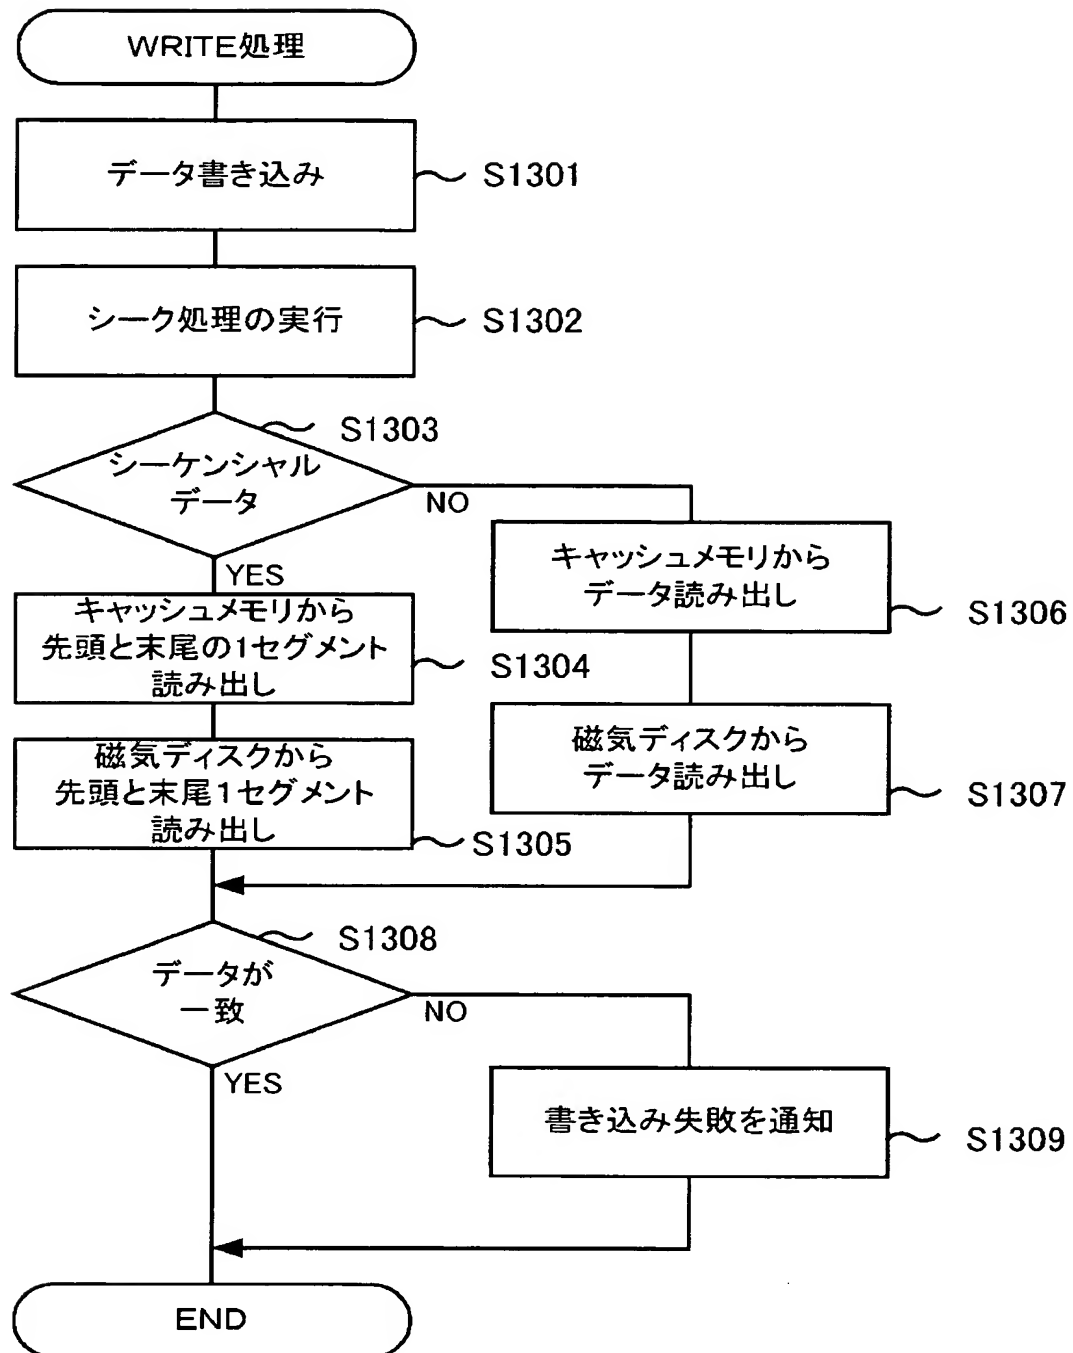 WRITE処理
データ書き込み
S1301
シーク処理の実行
S1302
S1303
シーケンシャル
データ
NO
YES
キャッシュメモリから
先頭と末尾の1セグメント
読み出し
S1304
キャッシュメモリから
データ読み出し
S1306
磁気ディスクから
先頭と末尾1セグメント
読み出し
S1305
磁気ディスクから
データ読み出し
S1307
S1308
データが
一致
NO
YES
書き込み失敗を通知
S1309
END